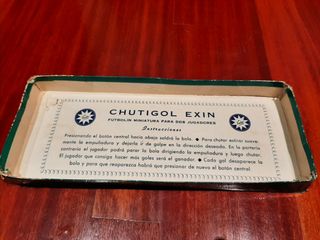 CHUTIGOL EXIN
FUTBOLIN MINIATURA PARA DOS JUGADORES
Instrucciones
Presionando el botón central hacia abajo saldrá la bola. ● Para chutar estirar suave-
mente la empuñadura y dejarla ir de golpe en la dirección deseada. En la portería
contraria el jugador podrá parar la bola dirigiendo la empuñadura y luego chutar.
El jugador que consiga hacer más goles será el ganador. ● Cada gol desaparece la
bola y para que reaparezca habrá que presionar de nuevo el botón central.